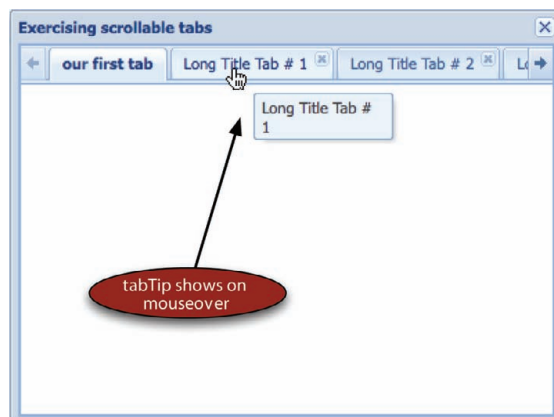 Exercising scrollable tabs
our first tab
Long Title Tab # 1
Long Title Tab # 2
Long Title Tab #
1
tabTip shows on
mouseover